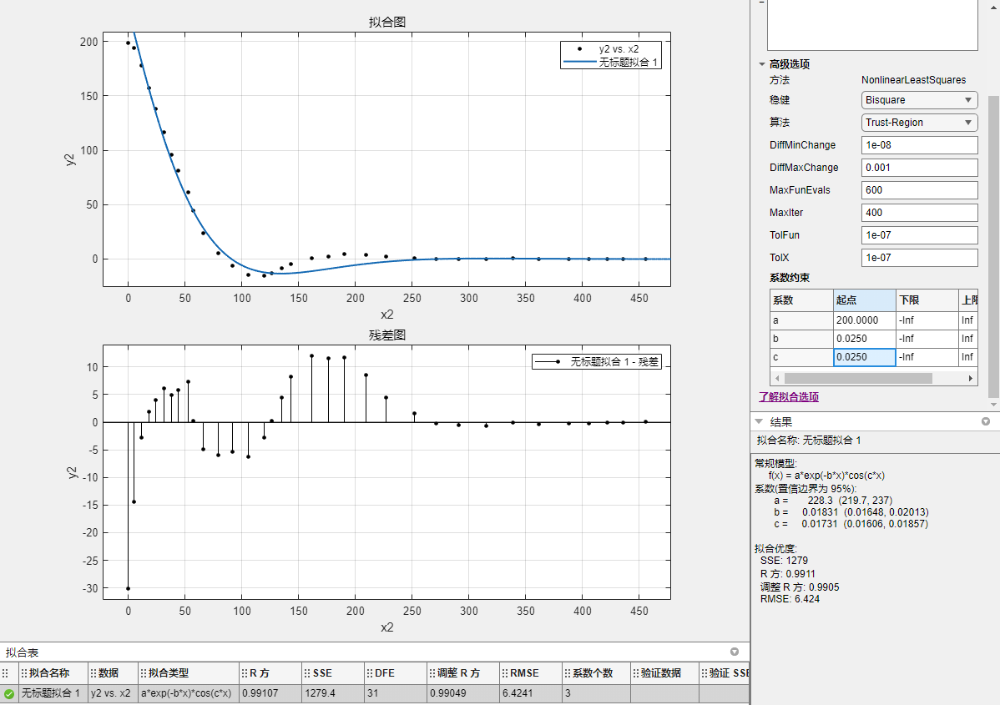 拟合图
200
150
100
50
0
y2
0 50 100 150 200 250 300 350 400 450
x2
y2 vs. x2
无标题拟合 1
残差图
10
5
0
-5
-10
-15
-20
-25
-30
y2
0 50 100 150 200 250 300 350 400 450
x2
无标题拟合 1 - 残差
拟合表
拟合名称 数据 拟合类型 R 方 SSE DFE 调整 R 方 RMSE 系数个数 验证数据 验证 SSE
无标题拟合 1 y2 vs. x2 a*exp(-b*x)*cos(c*x) 0.99107 1279.4 31 0.99049 6.4241 3
高级选项
方法 NonlinearLeastSquares
稳健 Bisquare
算法 Trust-Region
DiffMinChange 1e-08
DiffMaxChange 0.001
MaxFunEvals 600
MaxIter 400
TolFun 1e-07
TolX 1e-07
系数约束
系数 起点 下限 上限
a 200.0000 -Inf Inf
b 0.0250 -Inf Inf
c 0.0250 -Inf Inf
了解拟合选项
结果
拟合名称: 无标题拟合 1
常规模型:
f(x) = a*exp(-b*x)*cos(c*x)
系数(置信边界为 95%):
a = 228.3 (219.7, 237)
b = 0.01831 (0.01648, 0.02013)
c = 0.01731 (0.01606, 0.01857)
拟合优度:
SSE: 1279
R 方: 0.9911
调整 R 方: 0.9905
RMSE: 6.424